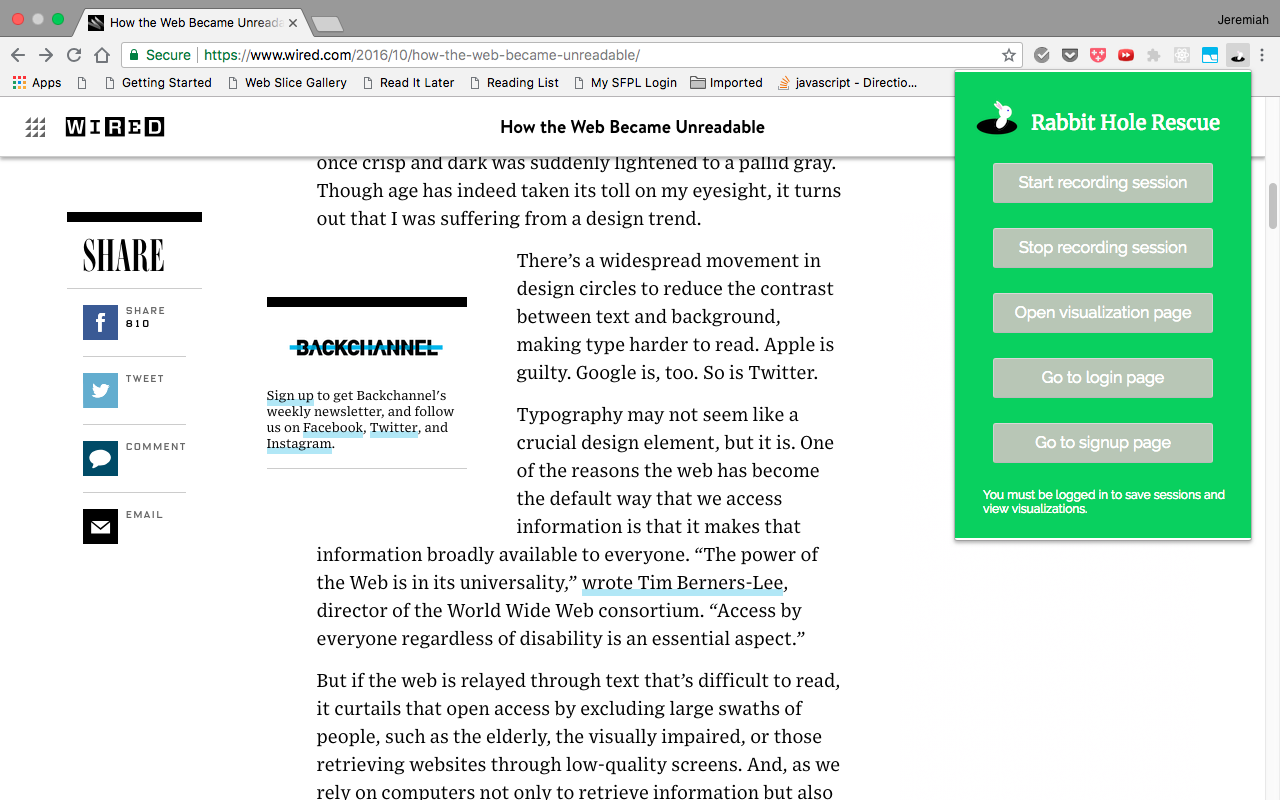 How the Web Became Unreada
Jeremiah
Secure https://www.wired.com/2016/10/how-the-web-became-unreadable/
Apps Getting Started Web Slice Gallery Read It Later Reading List My SFPL Login Imported javascript - Directio...
WIRED
How the Web Became Unreadable
once crisp and dark was suddenly lightened to a pallid gray.
Though age has indeed taken its toll on my eyesight, it turns
out that I was suffering from a design trend.
SHARE
SHARE
810
TWEET
COMMENT
EMAIL
BACKCHANNEL
Sign up to get Backchannel's
weekly newsletter, and follow
us on Facebook, Twitter, and
Instagram.
There’s a widespread movement in
design circles to reduce the contrast
between text and background,
making type harder to read. Apple is
guilty. Google is, too. So is Twitter.
Typography may not seem like a
crucial design element, but it is. One
of the reasons the web has become
the default way that we access
information is that it makes that
information broadly available to everyone. “The power of
the Web is in its universality,” wrote Tim Berners-Lee,
director of the World Wide Web consortium. “Access by
everyone regardless of disability is an essential aspect.”
But if the web is relayed through text that’s difficult to read,
it curtails that open access by excluding large swaths of
people, such as the elderly, the visually impaired, or those
retrieving websites through low-quality screens. And, as we
rely on computers not only to retrieve information but also
Rabbit Hole Rescue
Start recording session
Stop recording session
Open visualization page
Go to login page
Go to signup page
You must be logged in to save sessions and
view visualizations.